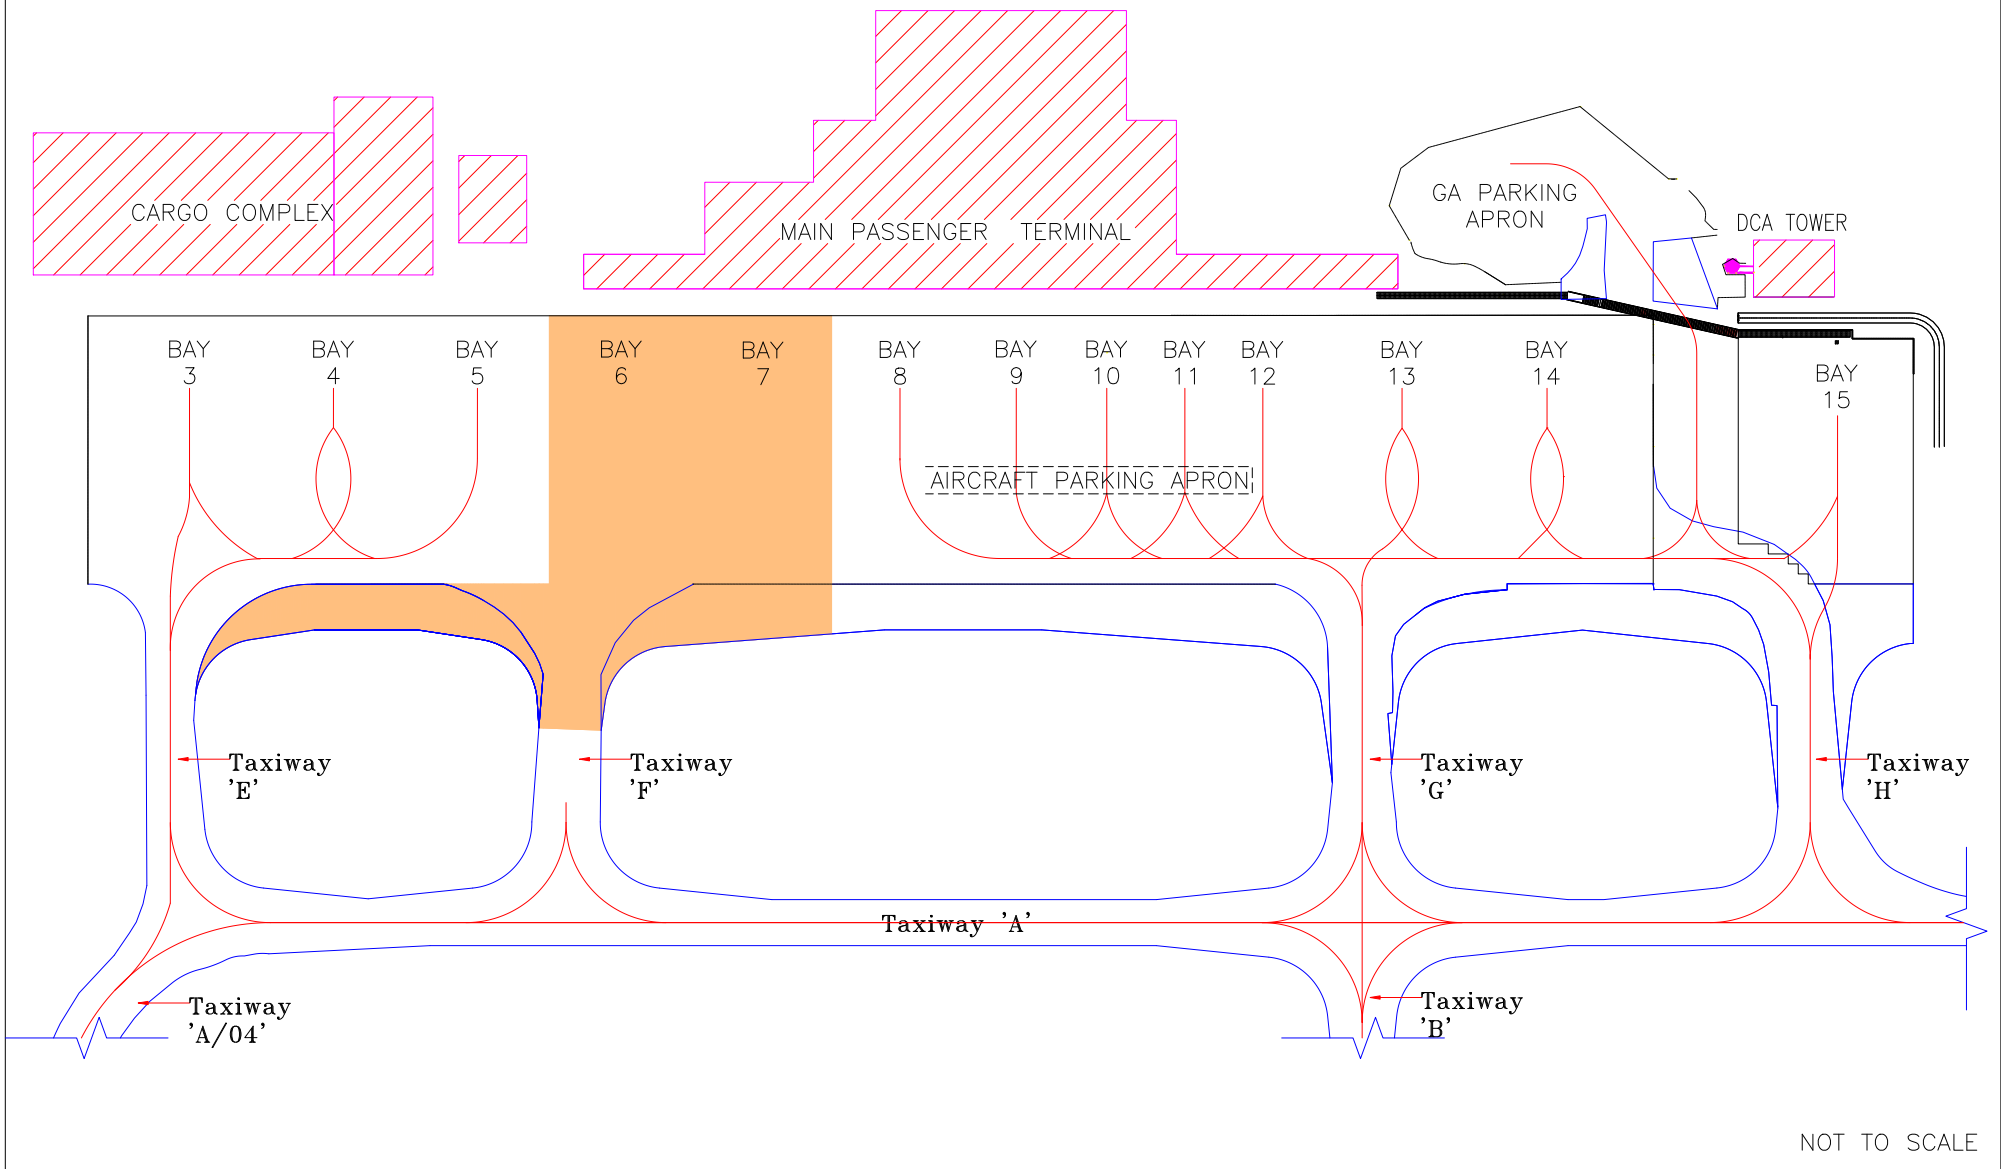 CARGO COMPLEX
MAIN PASSENGER TERMINAL
GA PARKING
APRON
DCA TOWER
BAY
3
BAY
4
BAY
5
BAY
6
BAY
7
BAY
8
BAY
9
BAY
10
BAY
11
BAY
12
BAY
13
BAY
14
BAY
15
AIRCRAFT PARKING APRON
Taxiway
'E'
Taxiway
'F'
Taxiway
'G'
Taxiway
'H'
Taxiway 'A'
Taxiway
'A/04'
Taxiway
'B'
NOT TO SCALE